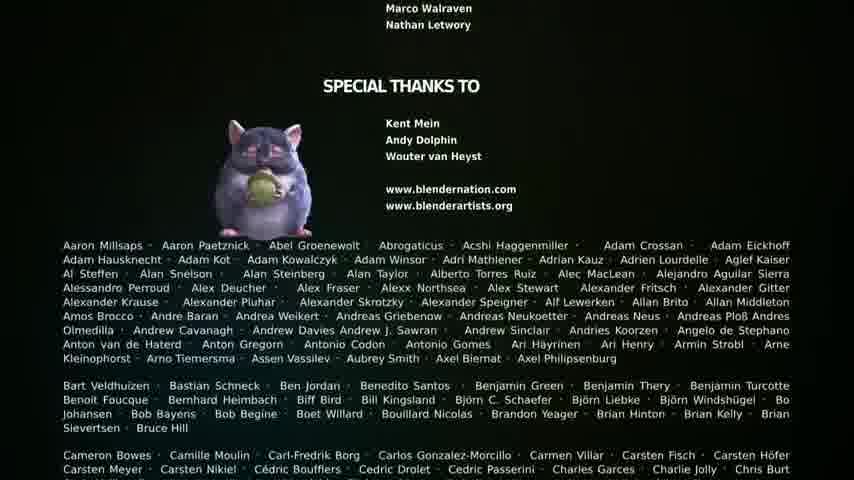 Marco Walraven
Nathan Letwory
SPECIAL THANKS TO
Kent Mein
Andy Dolphin
Wouter van Heyst
www.blendernation.com
www.blenderartists.org
Aaron Millsaps · Aaron Paetznick · Abel Groenewolt · Abrogaticus · Acshi Haggenmiller · Adam Crossan · Adam Eickhoff
Adam Hausknecht · Adam Kot · Adam Kowalczyk · Adam Winsor · Adri Mathlener · Adrian Kauz · Adrien Lourdelle · Aglef Kaiser
Al Steffen · Alan Snelson · Alan Steinberg · Alan Taylor · Alberto Torres Ruiz · Alec MacLean · Alejandro Aguilar Sierra
Alessandro Perroud · Alex Deucher · Alex Fraser · Alexx Northsea · Alex Stewart · Alexander Fritsch · Alexander Gitter
Alexander Krause · Alexander Pluhar · Alexander Skrotzky · Alexander Speigner · Alf Lewerken · Allan Brito · Allan Middleton
Amos Brocco · Andre Baran · Andrea Weikert · Andreas Griebenow · Andreas Neukoetter · Andreas Neus · Andreas Ploß Andres
Olmedilla · Andrew Cavanagh · Andrew Davies Andrew J. Sawran · Andrew Sinclair · Andries Koorzen · Angelo de Stephano
Anton van de Haterd · Anton Gregorn · Antonio Codon · Antonio Gomes · Ari Häyrinen · Ari Henry · Armin Strobl · Arne
Kleinophorst · Arno Tiemersma · Assen Vassilev · Aubrey Smith · Axel Biernat · Axel Philipsenburg
Bart Veldhuizen · Bastian Schneck · Ben Jordan · Benedito Santos · Benjamin Green · Benjamin Thery · Benjamin Turcotte
Benoit Foucque · Bernhard Heimbach · Biff Bird · Bill Kingsland · Björn C. Schaefer · Björn Liebke · Björn Windshügel · Bo
Johansen · Bob Bayens · Bob Begine · Boet Willard · Bouillard Nicolas · Brandon Yeager · Brian Hinton · Brian Kelly · Brian
Sievertsen · Bruce Hill
Cameron Bowes · Camille Moulin · Carl-Fredrik Borg · Carlos Gonzalez-Morcillo · Carmen Villar · Carsten Fisch · Carsten Höfer
Carsten Meyer · Carsten Nikiel · Cédric Boufflers · Cedric Drolet · Cedric Passerini · Charles Garces · Charlie Jolly · Chris Burt